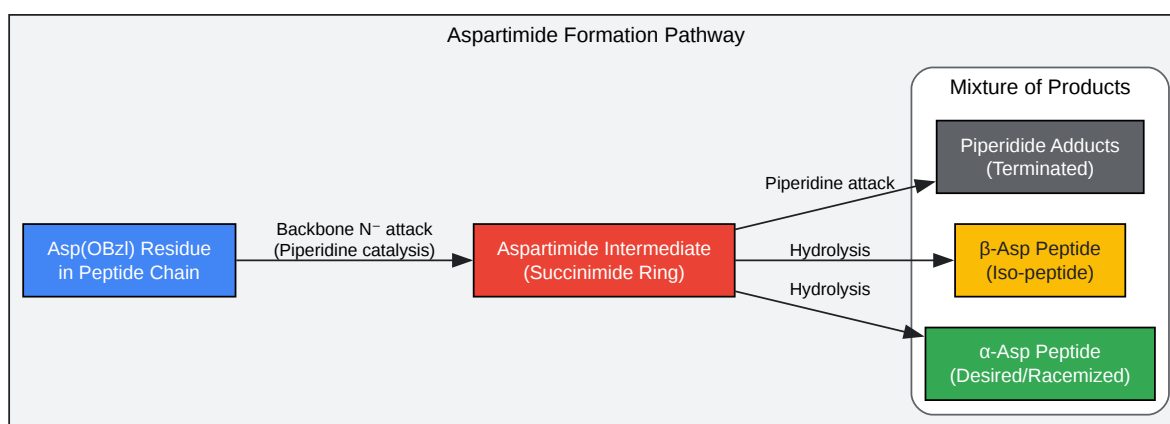 Aspartimide Formation Pathway
Mixture of Products
Piperidide Adducts
(Terminated)
Piperidine attack
Asp(OBzl) Residue
in Peptide Chain
Backbone N⁻ attack
(Piperidine catalysis)
Aspartimide Intermediate
(Succinimide Ring)
Hydrolysis
β-Asp Peptide
(Iso-peptide)
Hydrolysis
α-Asp Peptide
(Desired/Racemized)